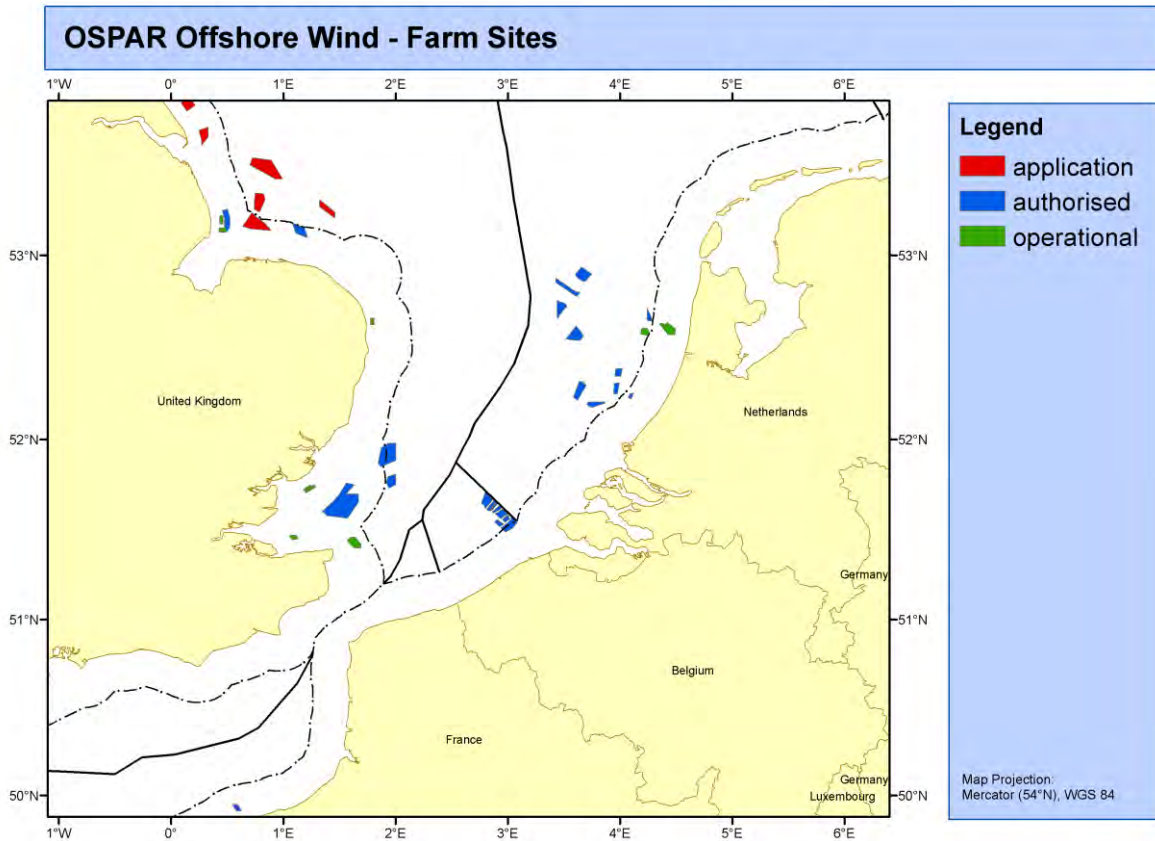 OSPAR Offshore Wind - Farm Sites
1°W 0° 1°E 2°E 3°E 4°E 5°E 6°E
Legend
application
authorised
operational
53°N 53°N
United Kingdom
Netherlands
52°N 52°N
Germany
51°N 51°N
Belgium
France
Germany
Luxembourg
50°N 50°N
Map Projection:
Mercator (54°N), WGS 84
1°W 0° 1°E 2°E 3°E 4°E 5°E 6°E